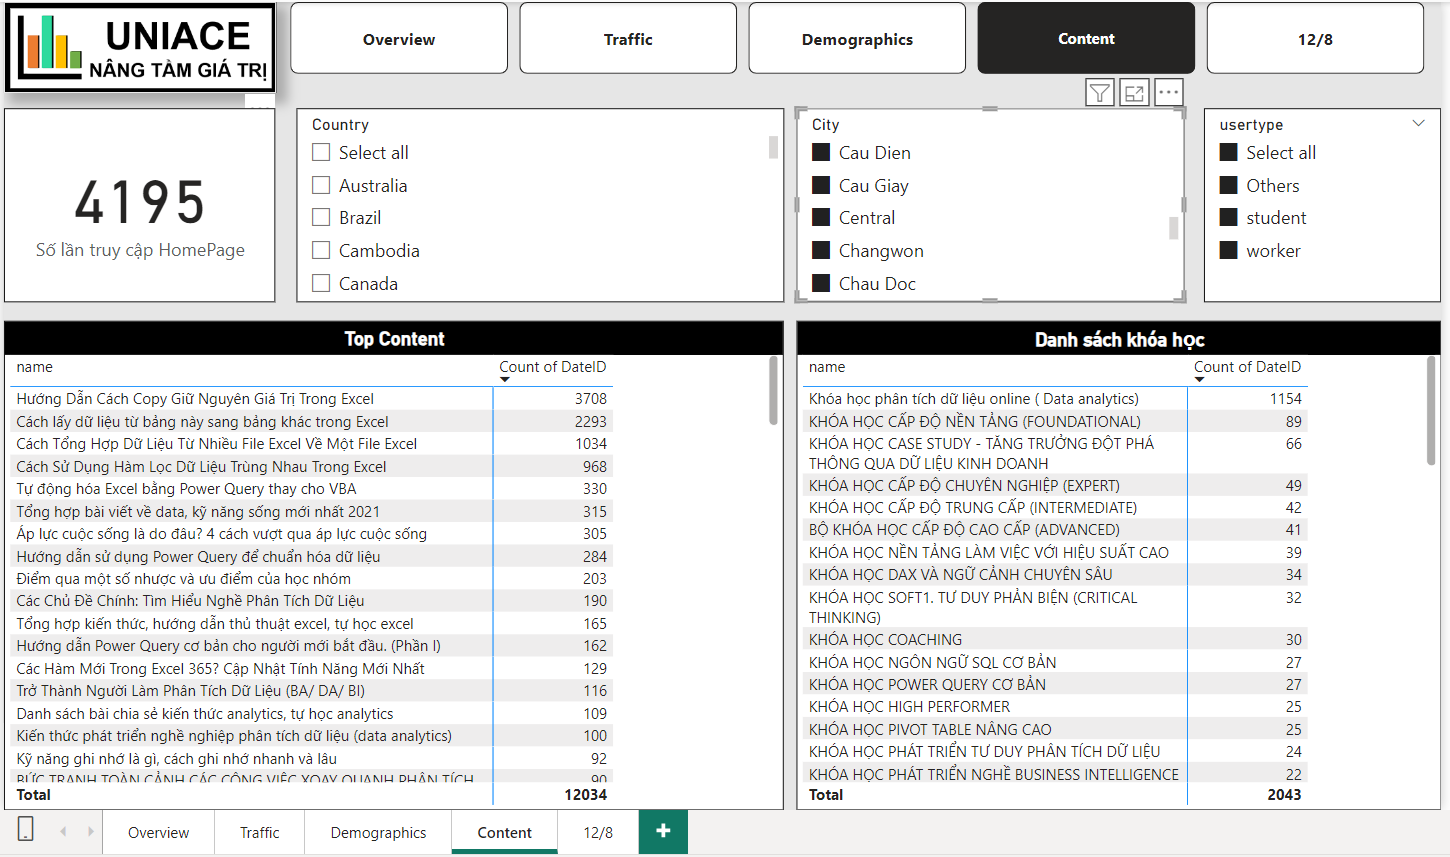 UNIACE
NÂNG TÀM GIÁ TRỊ
Overview
Traffic
Demographics
Content
12/8
4195
Số lần truy cập HomePage
Country
Select all
Australia
Brazil
Cambodia
Canada
City
Cau Dien
Cau Giay
Central
Changwon
Chau Doc
usertype
Select all
Others
student
worker
Top Content
name Count of DateID
Hướng Dẫn Cách Copy Giữ Nguyên Giá Trị Trong Excel 3708
Cách lấy dữ liệu từ bảng này sang bảng khác trong Excel 2293
Cách Tổng Hợp Dữ Liệu Từ Nhiều File Excel Về Một File Excel 1034
Cách Sử Dụng Hàm Lọc Dữ Liệu Trùng Nhau Trong Excel 968
Tự động hóa Excel bằng Power Query thay cho VBA 330
Tổng hợp bài viết về data, kỹ năng sống mới nhất 2021 315
Áp lực cuộc sống là do đâu? 4 cách vượt qua áp lực cuộc sống 305
Hướng dẫn sử dụng Power Query để chuẩn hóa dữ liệu 284
Điểm qua một số nhược và ưu điểm của học nhóm 203
Các Chủ Đề Chính: Tìm Hiểu Nghề Phân Tích Dữ Liệu 190
Tổng hợp kiến thức, hướng dẫn thủ thuật excel, tự học excel 165
Hướng dẫn Power Query cơ bản cho người mới bắt đầu. (Phần I) 162
Các Hàm Mới Trong Excel 365? Cập Nhật Tính Năng Mới Nhất 129
Trở Thành Người Làm Phân Tích Dữ Liệu (BA/ DA/ BI) 116
Danh sách bài chia sẻ kiến thức analytics, tự học analytics 109
Kiến thức phát triển nghề nghiệp phân tích dữ liệu (data analytics) 100
Kỹ năng ghi nhớ là gì, cách ghi nhớ nhanh và lâu 92
BỨC TRANH TOÀN CẢNH CÁC CÔNG VIỆC XOAY QUANH PHÂN TÍCH 90
Total 12034
Danh sách khóa học
name Count of DateID
Khóa học phân tích dữ liệu online ( Data analytics) 1154
KHÓA HỌC CẤP ĐỘ NỀN TẢNG (FOUNDATIONAL) 89
KHÓA HỌC CASE STUDY - TĂNG TRƯỞNG ĐỘT PHÁ 66
THÔNG QUA DỮ LIỆU KINH DOANH
KHÓA HỌC CẤP ĐỘ CHUYÊN NGHIỆP (EXPERT) 49
KHÓA HỌC CẤP ĐỘ TRUNG CẤP (INTERMEDIATE) 42
BỘ KHÓA HỌC CẤP ĐỘ CAO CẤP (ADVANCED) 41
KHÓA HỌC NỀN TẢNG LÀM VIỆC VỚI HIỆU SUẤT CAO 39
KHÓA HỌC DAX VÀ NGỮ CẢNH CHUYÊN SÂU 34
KHÓA HỌC SOFT1. TƯ DUY PHẢN BIỆN (CRITICAL 32
THINKING)
KHÓA HỌC COACHING 30
KHÓA HỌC NGÔN NGỮ SQL CƠ BẢN 27
KHÓA HỌC POWER QUERY CƠ BẢN 27
KHÓA HỌC HIGH PERFORMER 25
KHÓA HỌC PIVOT TABLE NÂNG CAO 25
KHÓA HỌC PHÁT TRIỂN TƯ DUY PHÂN TÍCH DỮ LIỆU 24
KHÓA HỌC PHÁT TRIỂN NGHỀ BUSINESS INTELLIGENCE 22
Total 2043
Overview
Traffic
Demographics
Content
12/8